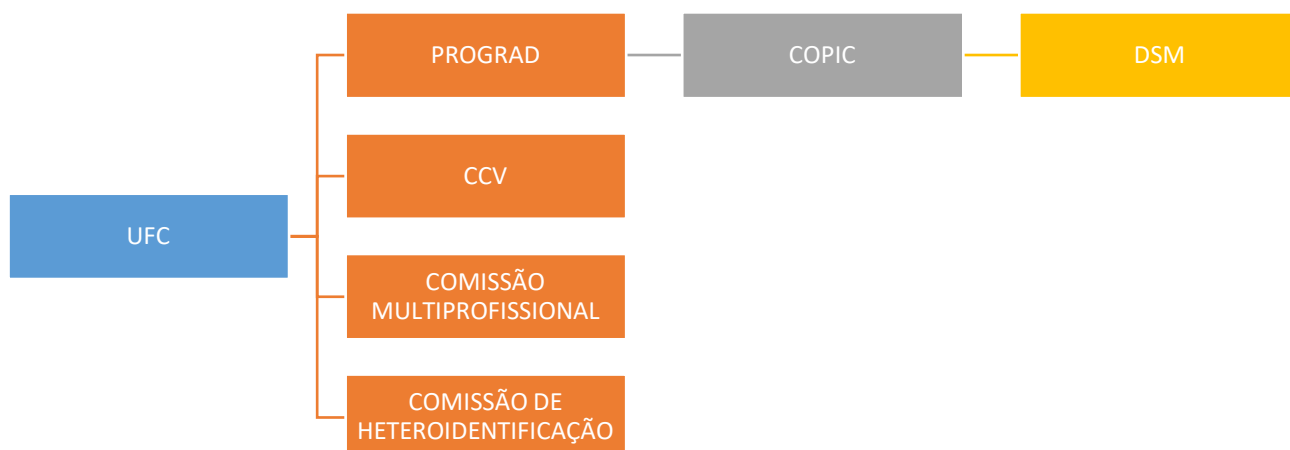 PROGRAD
COPIC
DSM
CCV
UFC
COMISSÃO
MULTIPROFISSIONAL
COMISSÃO DE
HETEROIDENTIFICAÇÃO